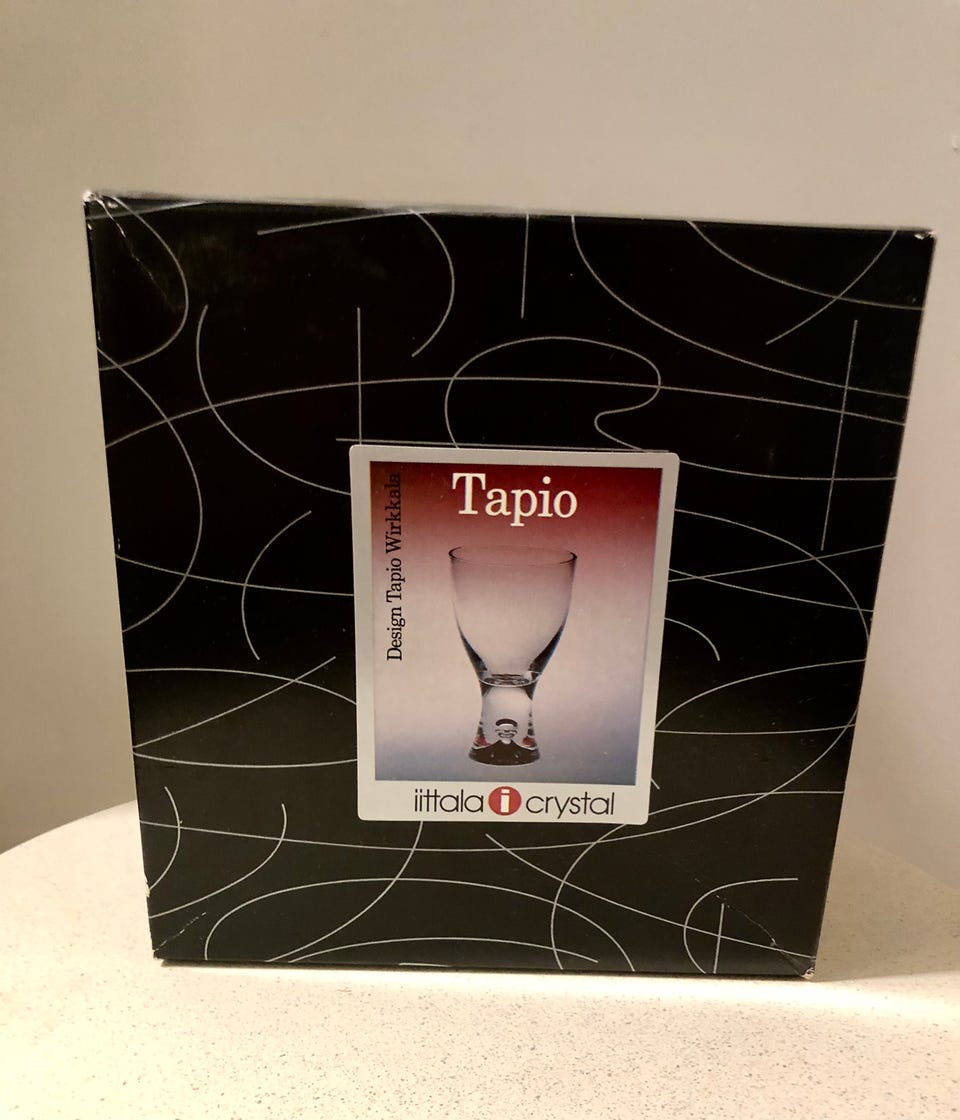 Tapio
Design Tapio Wirkkala
iittala i crystal